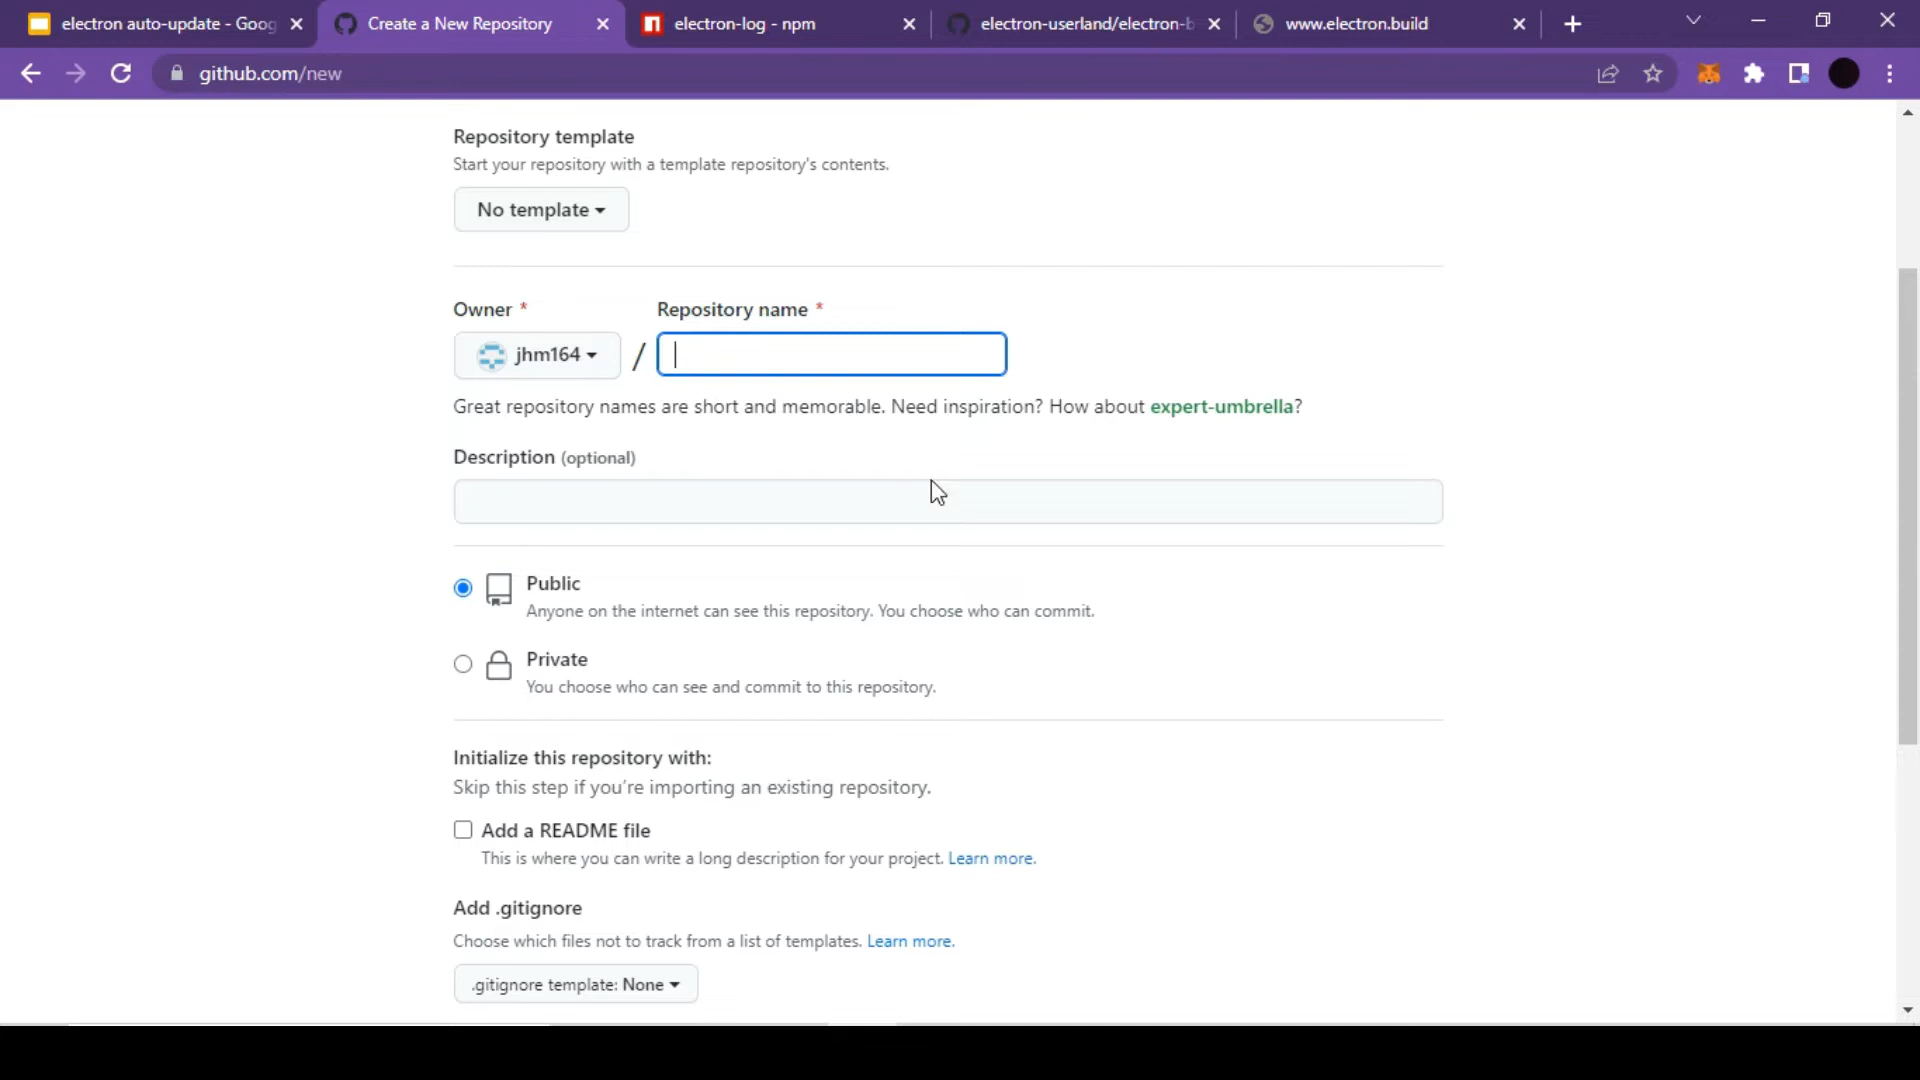 electron auto-update - Goog
Create a New Repository
electron-log - npm
electron-userland/electron-b
www.electron.build
github.com/new
Repository template
Start your repository with a template repository's contents.
No template
Owner *
Repository name *
jhm164
/
Great repository names are short and memorable. Need inspiration? How about expert-umbrella?
Description (optional)
Public
Anyone on the internet can see this repository. You choose who can commit.
Private
You choose who can see and commit to this repository.
Initialize this repository with:
Skip this step if you're importing an existing repository.
Add a README file
This is where you can write a long description for your project. Learn more.
Add .gitignore
Choose which files not to track from a list of templates. Learn more.
.gitignore template: None